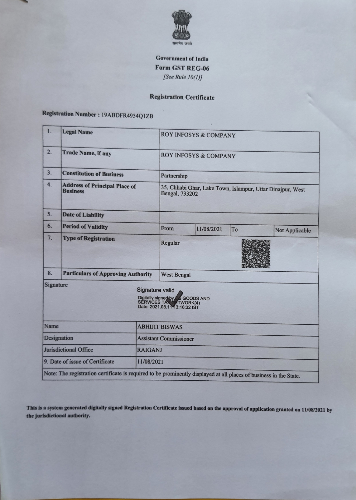 Government of India
Form GST REG-06
[See Rule 10(1)]
Registration Certificate
Registration Number :
1. Legal Name ROY INFOSYS & COMPANY
2. Trade Name, if any ROY INFOSYS & COMPANY
3. Constitution of Business Partnership
4. Address of Principal Place of Business 35, Ghar, Lake Town, Islampur, Uttar Dinajpur, West
Bengal, 733202
5. Date of Liability
6. Period of Validity From 11/08/2021 To Not Applicable
7. Type of Registration Regular
8. Particulars of Approving Authority West Bengal
Signature
Signature valid
Digitally signed by GOODS AND
SERVICES TAX NETWORK
Date: 2021.08.11
Name ABHIJIT BISWAS
Designation Assistant Commissioner
Jurisdictional Office RAIGANJ
9. Date of issue of Certificate 11/08/2021
Note: The registration certificate is required to be prominently displayed at all places of business in the State.
This is a system generated digitally signed Registration Certificate issued based on the approval of application granted on 11/08/2021 by
the jurisdictional authority.